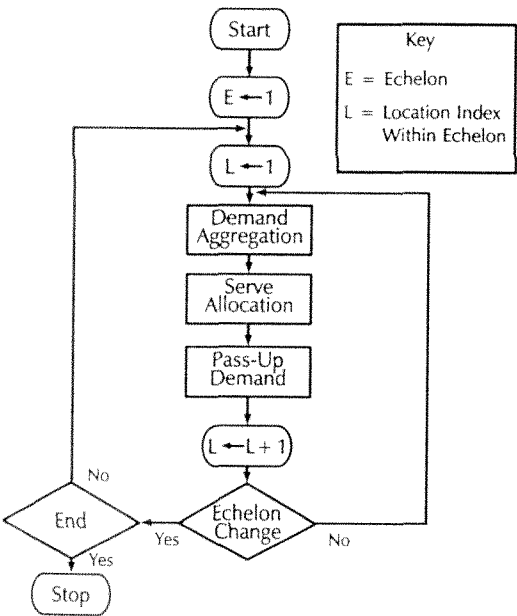 Start
Key
E = Echelon
L = Location Index
Within Echelon
E ← 1
L ← 1
Demand
Aggregation
Serve
Allocation
Pass-Up
Demand
L ← L + 1
Echelon
Change
No
Yes
End
No
Yes
Stop